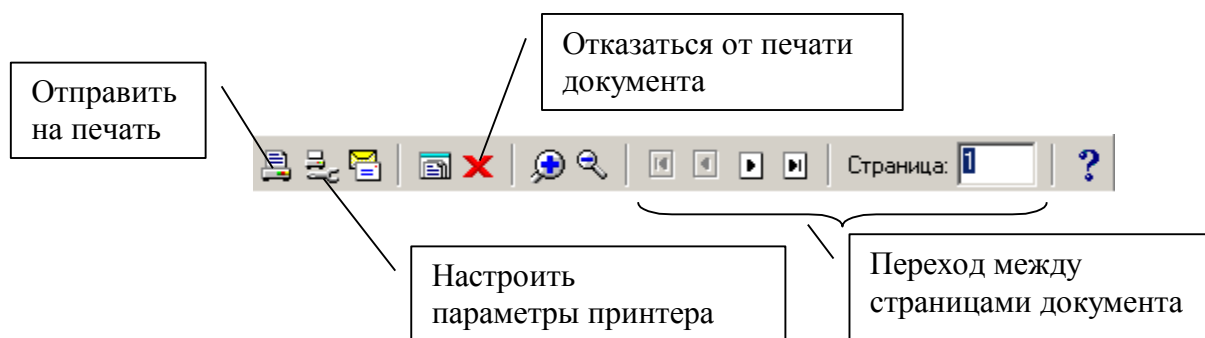 Отказаться от печати
документа
Отправить
на печать
Страница: 1
?
Настроить
параметры принтера
Переход между
страницами документа